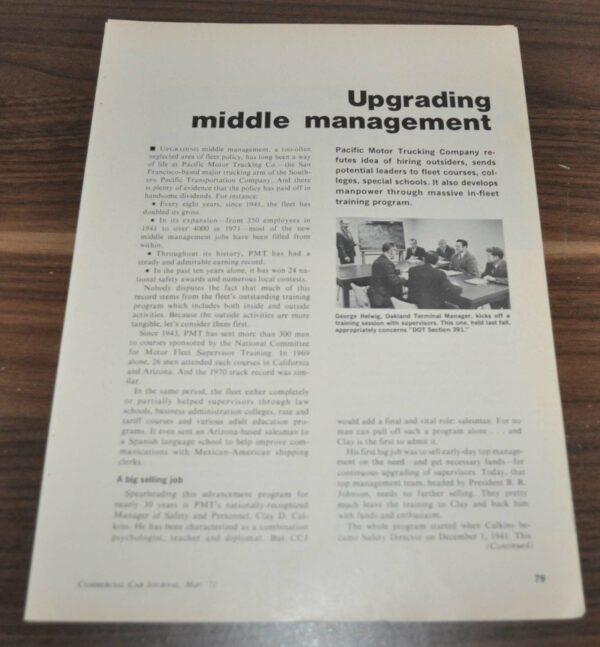 Upgrading
middle management
■ UPGRADING middle management, a too-often
neglected area of fleet policy, has long been a way
of life at Pacific Motor Trucking Co.—the San
Francisco-based major trucking arm of the South-
ern Pacific Transportation Company. And there
is plenty of evidence that the policy has paid off in
handsome dividends. For instance:
• Every eight years, since 1941, the fleet has
doubled its gross.
• In its expansion—from 350 employees in
1941 to over 4000 in 1971—most of the new
middle management jobs have been filled from
within.
• Throughout its history, PMT has had a
steady and admirable earning record.
• In the past ten years alone, it has won 24 na-
tional safety awards and numerous local contests.
Nobody disputes the fact that much of this
record stems from the fleet's outstanding training
program which includes both inside and outside
activities. Because the outside activities are more
tangible, let's consider them first.
Since 1943, PMT has sent more than 300 men
to courses sponsored by the National Committee
for Motor Fleet Supervisor Training. In 1969
alone, 26 men attended such courses in California
and Arizona. And the 1970 track record was sim-
ilar.
In the same period, the fleet either completely
or partially helped supervisors through law
schools, business administration colleges, rate and
tariff courses and various adult education pro-
grams. It even sent an Arizona-based salesman to
a Spanish language school to help improve com-
munications with Mexican-American shipping
clerks.
A big selling job
Spearheading this advancement program for
nearly 30 years is PMT's nationally-recognized
Manager of Safety and Personnel, Clay D. Cal-
kins. He has been characterized as a combination
psychologist, teacher and diplomat. But CCJ
Pacific Motor Trucking Company re-
futes idea of hiring outsiders, sends
potential leaders to fleet courses, col-
leges, special schools. It also develops
manpower through massive in-fleet
training program.
George Helwig, Oakland Terminal Manager, kicks off a
training session with supervisors. This one, held last fall,
appropriately concerns "DOT Section 391."
would add a final and vital role: salesman. For no
man can pull off such a program alone . . . and
Clay is the first to admit it.
His first big job was to sell early-day top manage-
ment on the need—and get necessary funds—for
continuous upgrading of supervisors. Today, that
top management team, headed by President B. R.
Johnson, needs no further selling. They pretty
much leave the training to Clay and back him
with funds and enthusiasm.
The whole program started when Calkins be-
came Safety Director on December 1, 1941. This
(Continued)
COMMERCIAL CAR JOURNAL, May '71
79